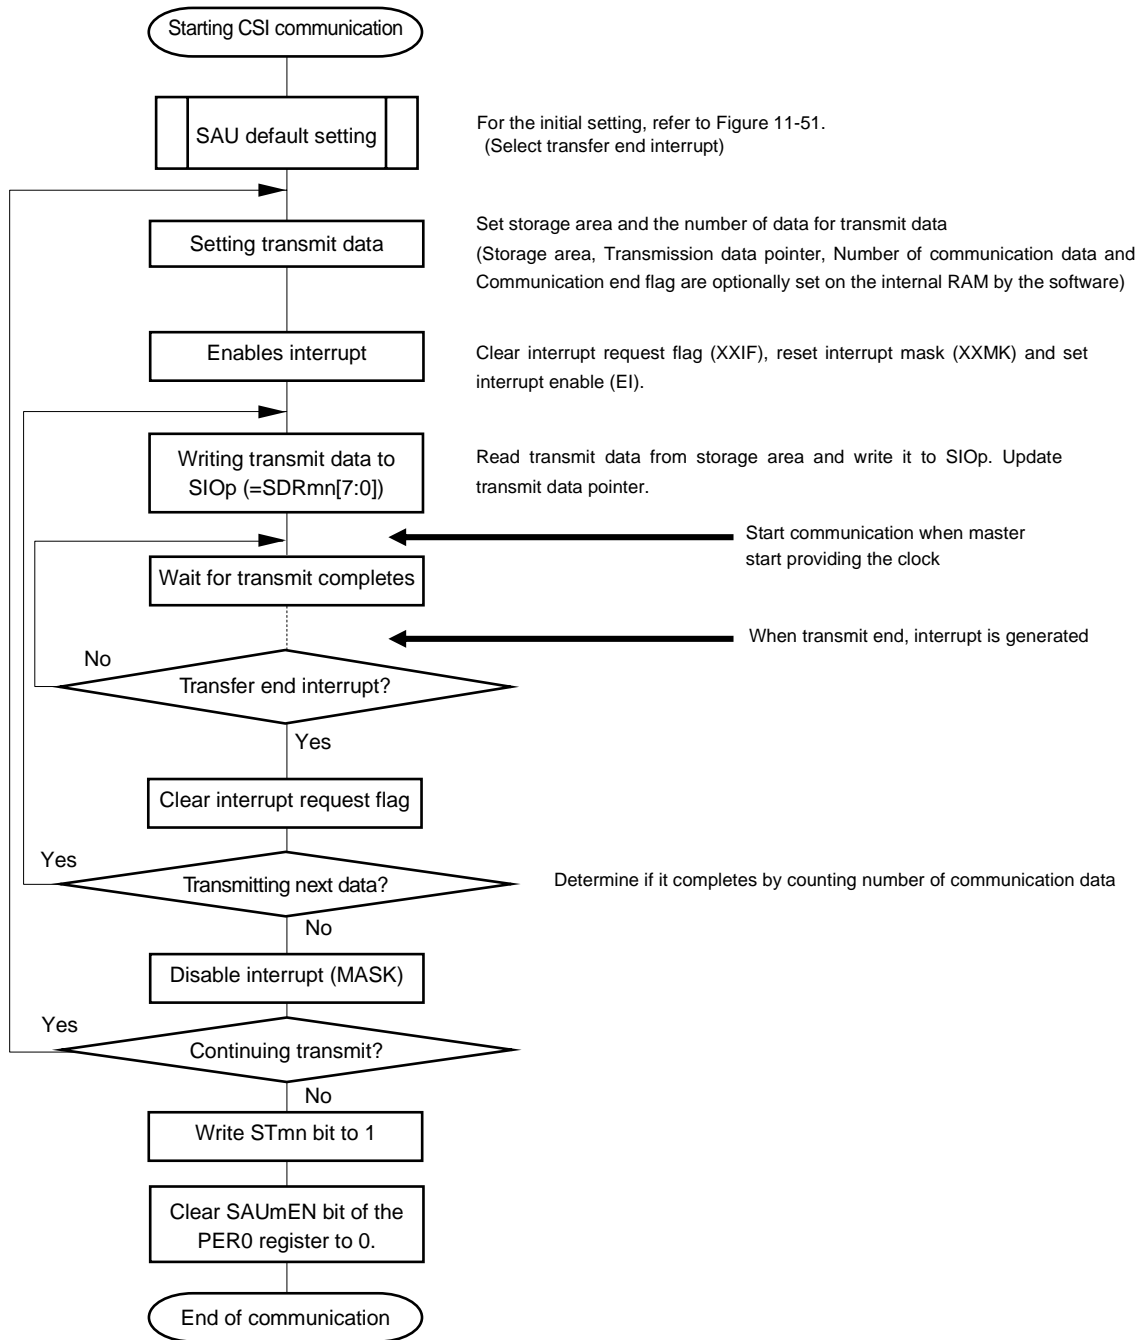 Starting CSI communication
SAU default setting
For the initial setting, refer to Figure 11-51.
(Select transfer end interrupt)
Setting transmit data
Set storage area and the number of data for transmit data
(Storage area, Transmission data pointer, Number of communication data and
Communication end flag are optionally set on the internal RAM by the software)
Enables interrupt
Clear interrupt request flag (XXIF), reset interrupt mask (XXMK) and set
interrupt enable (EI).
Writing transmit data to
SIOp (=SDRmn[7:0])
Read transmit data from storage area and write it to SIOp. Update
transmit data pointer.
Start communication when master
start providing the clock
Wait for transmit completes
When transmit end, interrupt is generated
No
Transfer end interrupt?
Yes
Clear interrupt request flag
Yes
Transmitting next data?
Determine if it completes by counting number of communication data
No
Disable interrupt (MASK)
Yes
Continuing transmit?
No
Write STmn bit to 1
Clear SAUmEN bit of the
PER0 register to 0.
End of communication